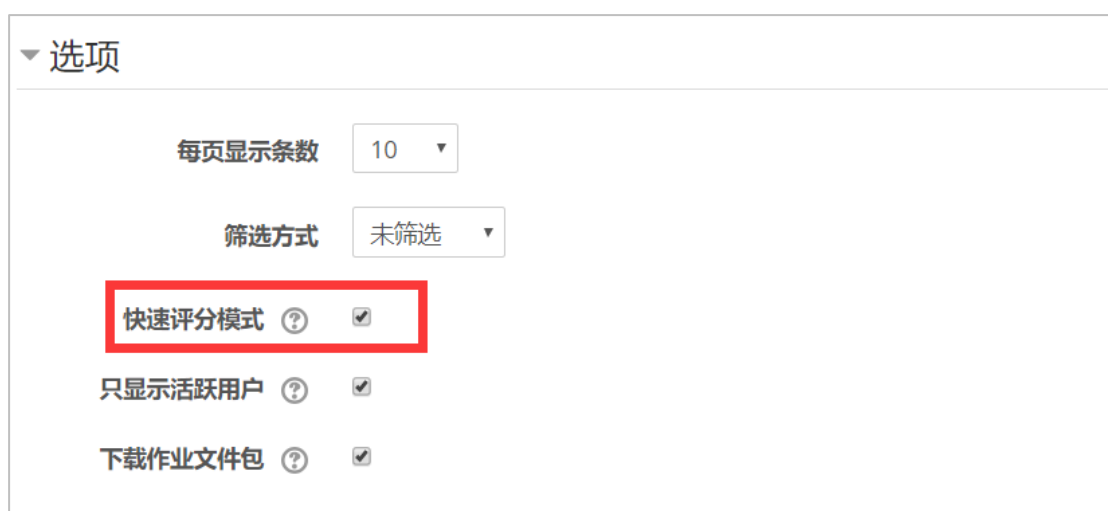 选项
每页显示条数 10
筛选方式 未筛选
快速评分模式
只显示活跃用户
下载作业文件包